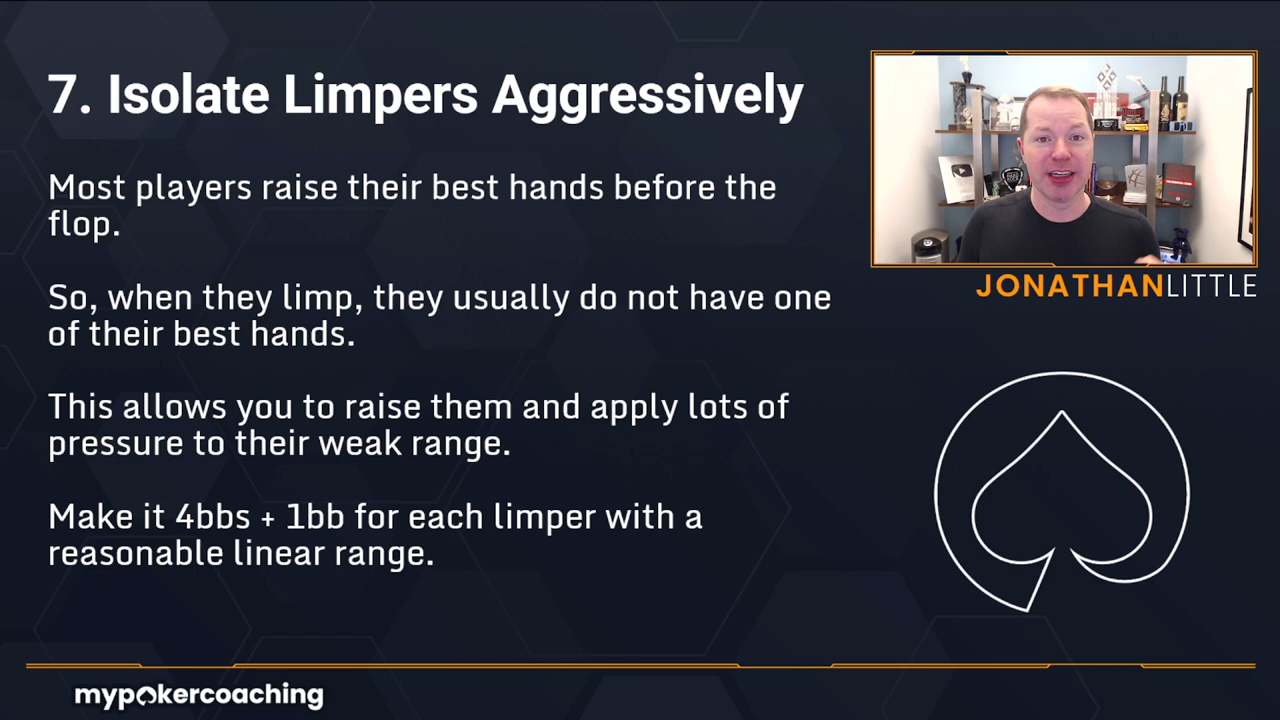 7. Isolate Limpers Aggressively
Most players raise their best hands before the
flop.
So, when they limp, they usually do not have one
of their best hands.
This allows you to raise them and apply lots of
pressure to their weak range.
Make it 4bbs + 1bb for each limper with a
reasonable linear range.
JONATHANLITTLE
mypokercoaching